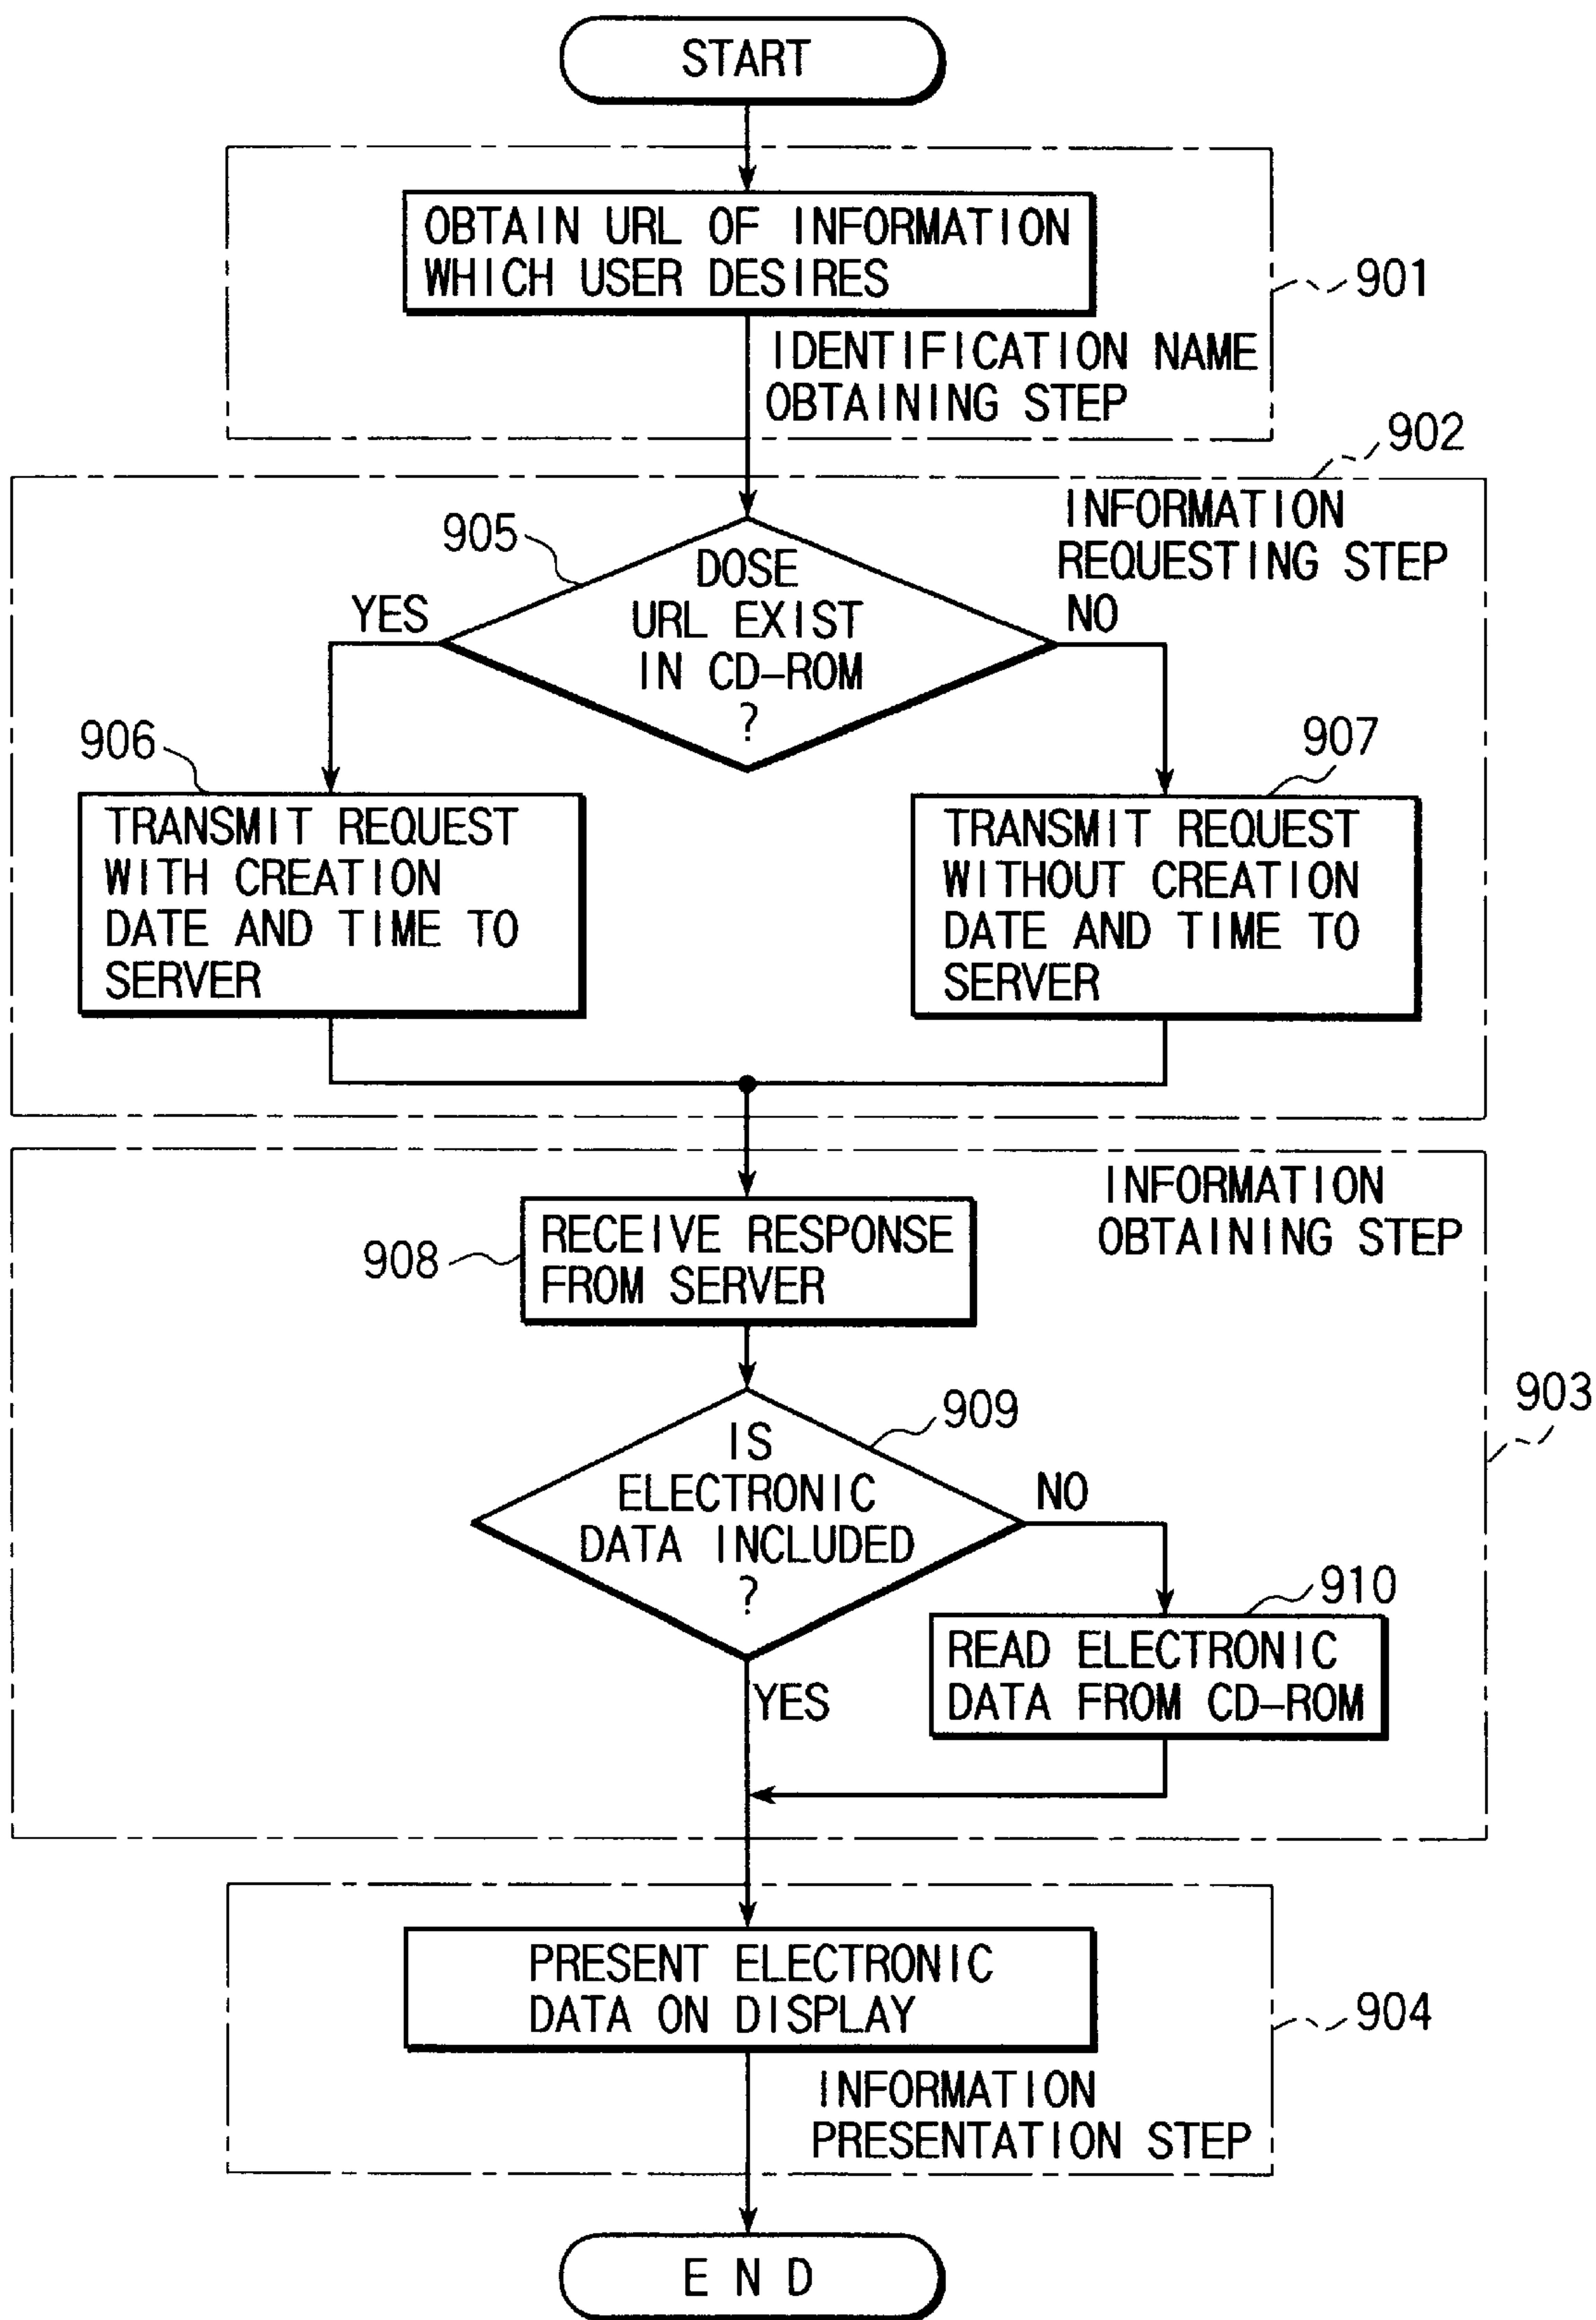 START
OBTAIN URL OF INFORMATION
WHICH USER DESIRES
901
IDENTIFICATION NAME
OBTAINING STEP
902
INFORMATION
REQUESTING STEP
905
DOSE
URL EXIST
IN CD-ROM
?
YES
NO
906
TRANSMIT REQUEST
WITH CREATION
DATE AND TIME TO
SERVER
907
TRANSMIT REQUEST
WITHOUT CREATION
DATE AND TIME TO
SERVER
INFORMATION
OBTAINING STEP
908
RECEIVE RESPONSE
FROM SERVER
903
909
IS
ELECTRONIC
DATA INCLUDED
?
NO
YES
910
READ ELECTRONIC
DATA FROM CD-ROM
PRESENT ELECTRONIC
DATA ON DISPLAY
904
INFORMATION
PRESENTATION STEP
END